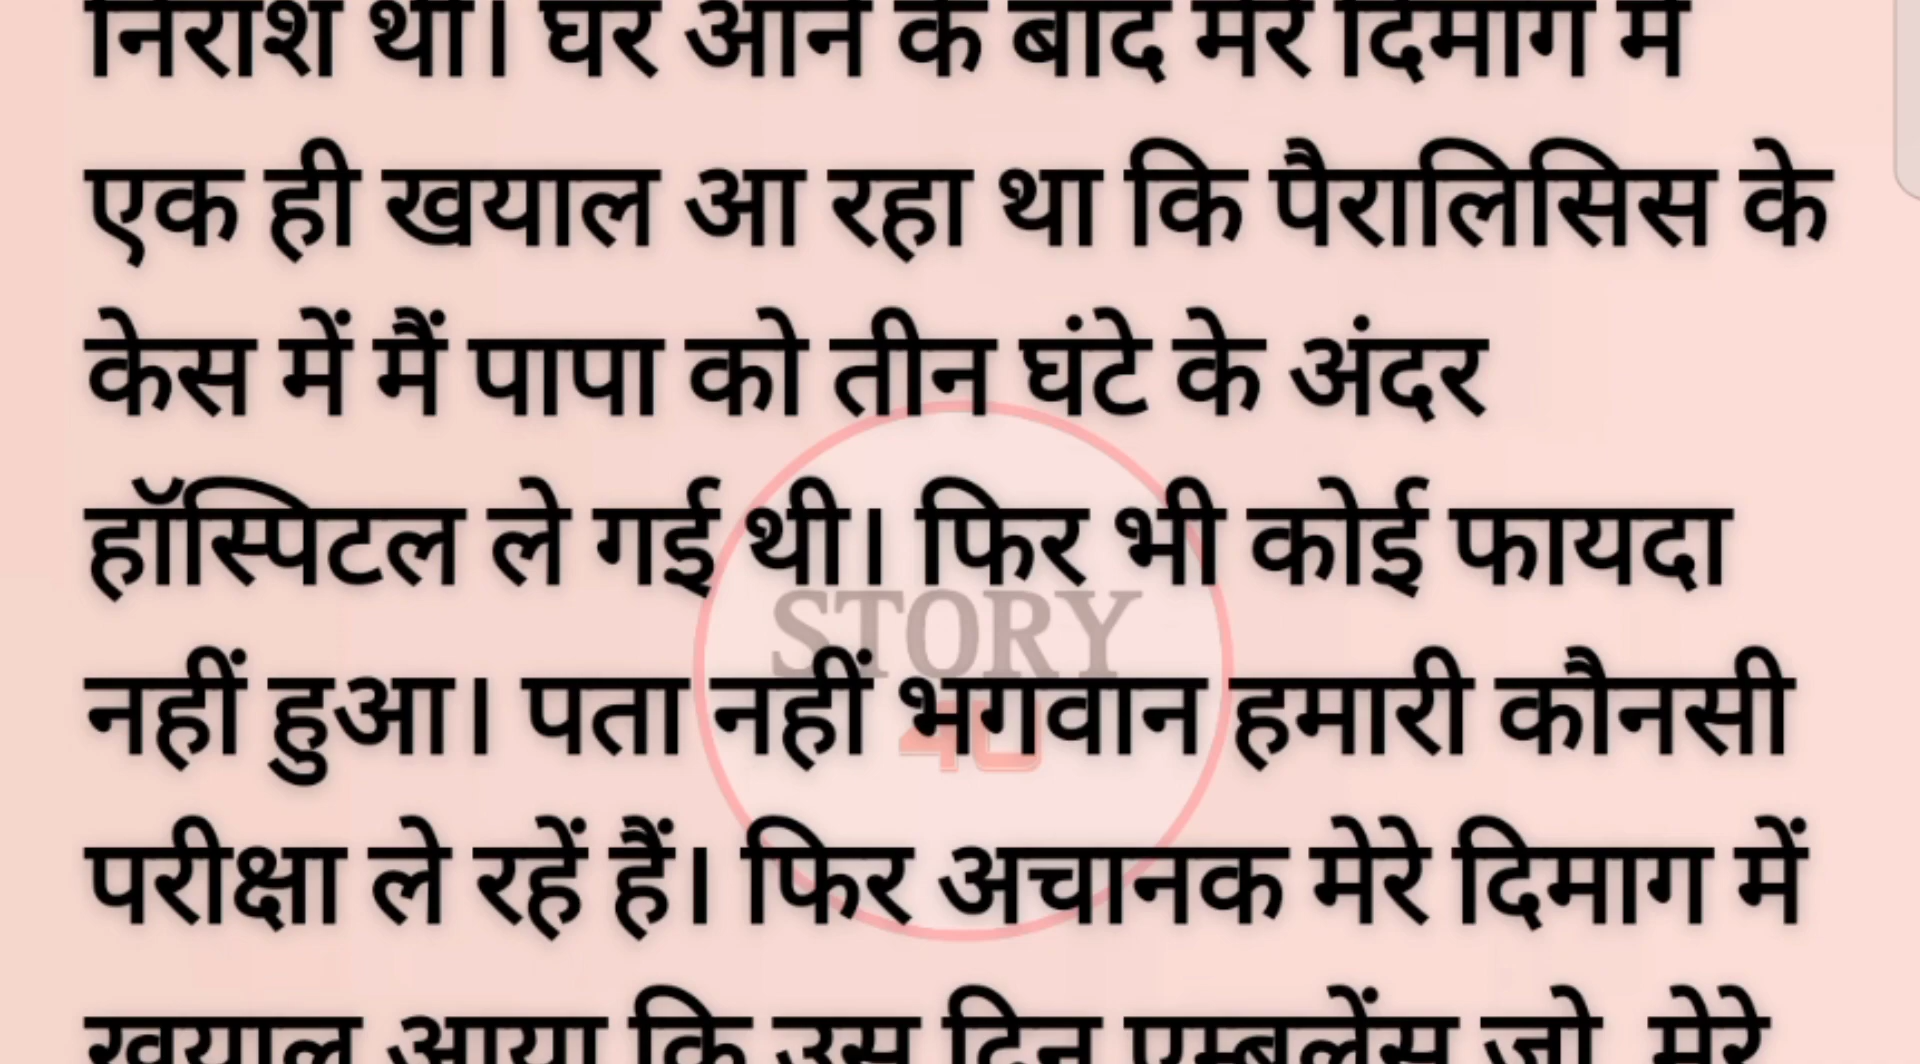 निराश थी। घर आने के बाद मेरे दिमाग में
एक ही खयाल आ रहा था कि पैरालिसिस के
केस में मैं पापा को तीन घंटे के अंदर
हॉस्पिटल ले गई थी। फिर भी कोई फायदा
STORY
नहीं हुआ। पता नहीं भगवान हमारी कौनसी
परीक्षा ले रहें हैं। फिर अचानक मेरे दिमाग में
खयाल आया कि उस दिन एम्बुलेंस जो मेरे